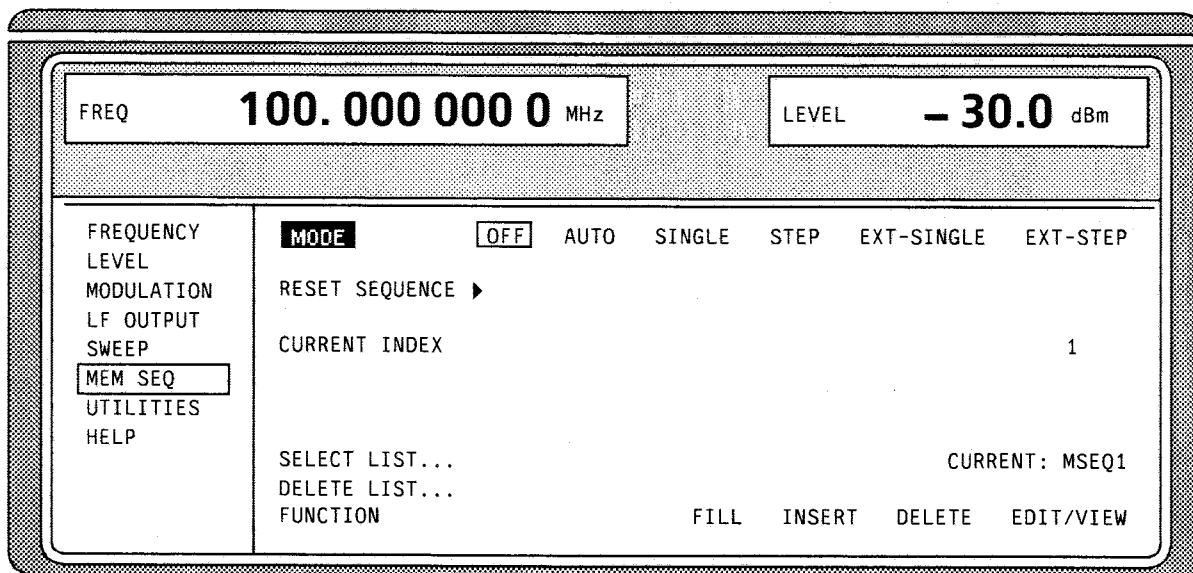 FREQ 100. 000 000 0 MHz LEVEL – 30.0 dBm
FREQUENCY
LEVEL
MODULATION
LF OUTPUT
SWEEP
MEM SEQ
UTILITIES
HELP
MODE OFF AUTO SINGLE STEP EXT-SINGLE EXT-STEP
RESET SEQUENCE ▶
CURRENT INDEX 1
SELECT LIST... CURRENT: MSEQ1
DELETE LIST...
FUNCTION FILL INSERT DELETE EDIT/VIEW